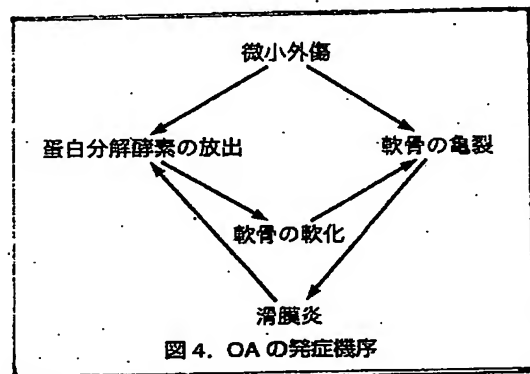 微小外傷
蛋白分解酵素の放出
軟骨の亀裂
軟骨の軟化
滑膜炎
図4．OAの発症機序